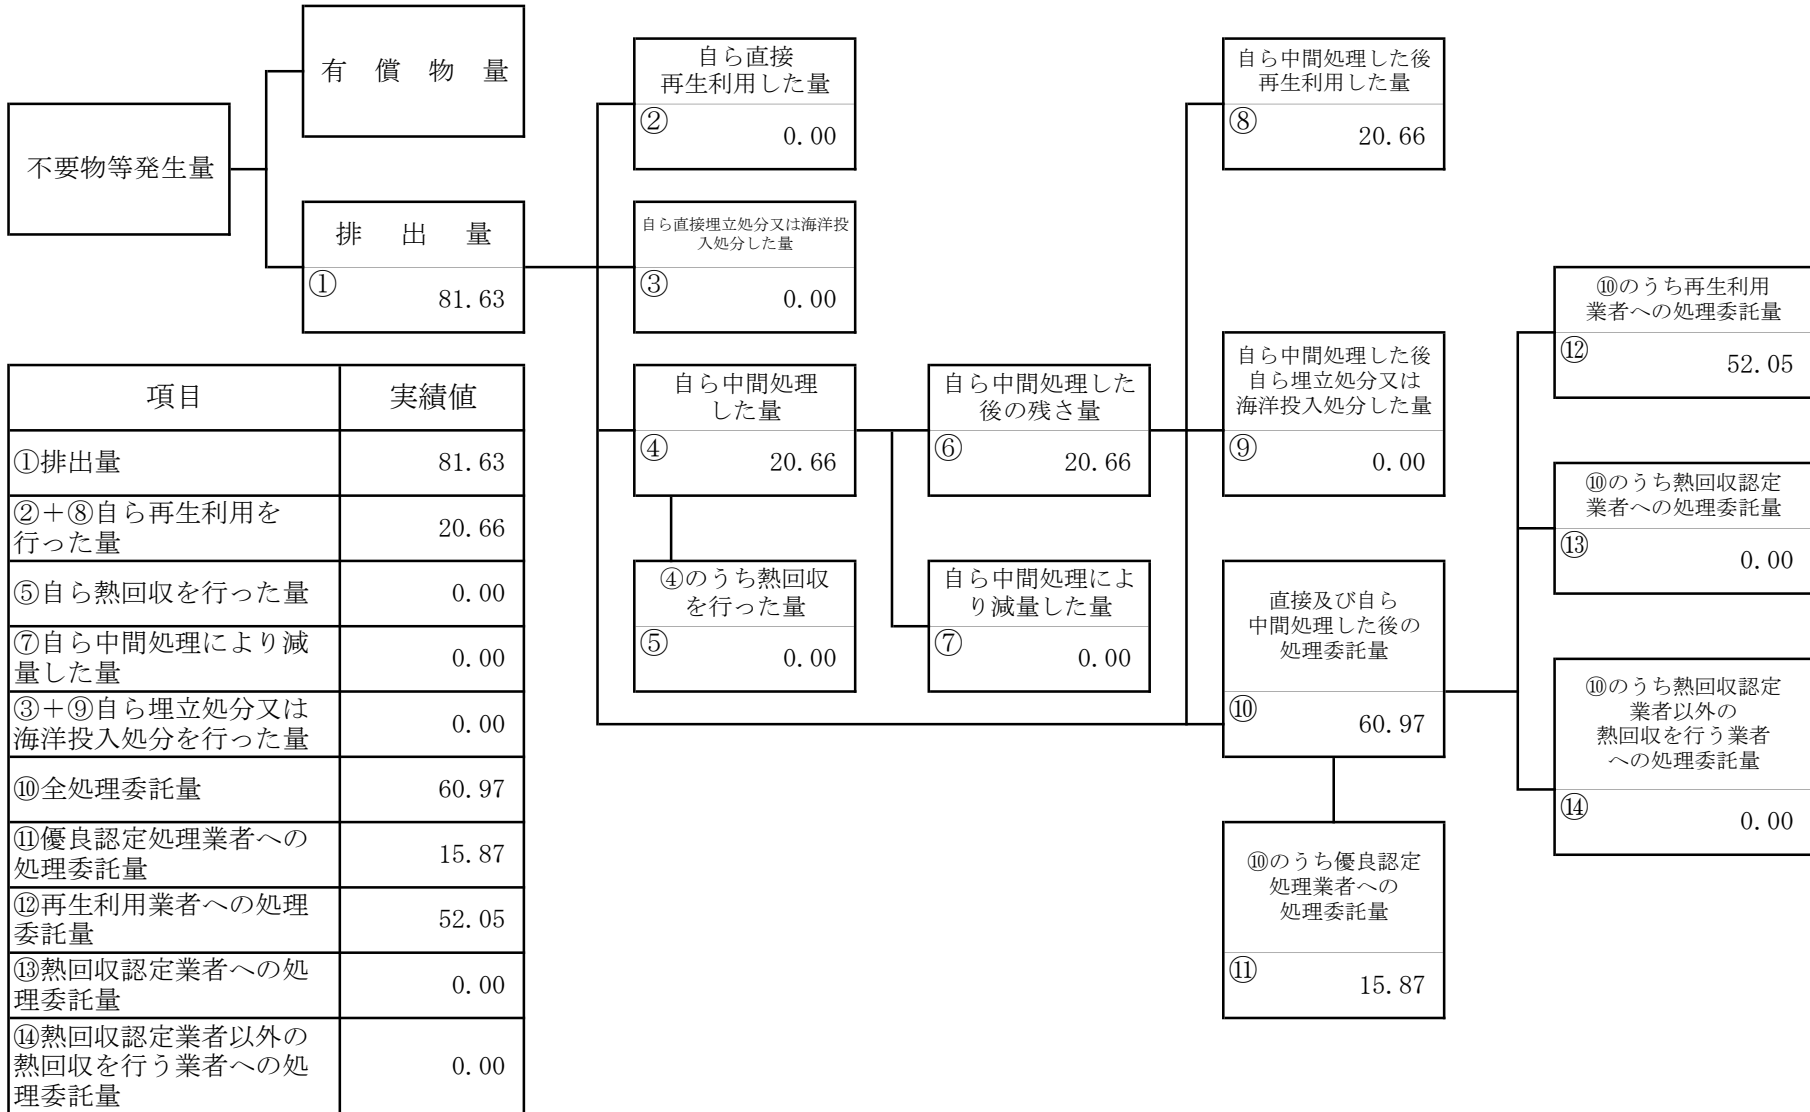 不要物等発生量
有 償 物 量
排 出 量
①
81.63
自ら直接
再生利用した量
②
0.00
自ら直接埋立処分又は海洋投
入処分した量
③
0.00
自ら中間処理
した量
④
20.66
④のうち熱回収
を行った量
⑤
0.00
自ら中間処理した
後の残さ量
⑥
20.66
自ら中間処理によ
り減量した量
⑦
0.00
自ら中間処理した後
再生利用した量
⑧
20.66
自ら中間処理した後
自ら埋立処分又は
海洋投入処分した量
⑨
0.00
直接及び自ら
中間処理した後の
処理委託量
⑩
60.97
⑩のうち優良認定
処理業者への
処理委託量
⑪
15.87
⑩のうち再生利用
業者への処理委託量
⑫
52.05
⑩のうち熱回収認定
業者への処理委託量
⑬
0.00
⑩のうち熱回収認定
業者以外の
熱回収を行う業者
への処理委託量
⑭
0.00
項目 実績値
①排出量 81.63
②＋⑧自ら再生利用を
行った量
20.66
⑤自ら熱回収を行った量 0.00
⑦自ら中間処理により減
量した量
0.00
③＋⑨自ら埋立処分又は
海洋投入処分を行った量
0.00
⑩全処理委託量 60.97
⑪優良認定処理業者への
処理委託量
15.87
⑫再生利用業者への処理
委託量
52.05
⑬熱回収認定業者への処
理委託量
0.00
⑭熱回収認定業者以外の
熱回収を行う業者への処
理委託量
0.00